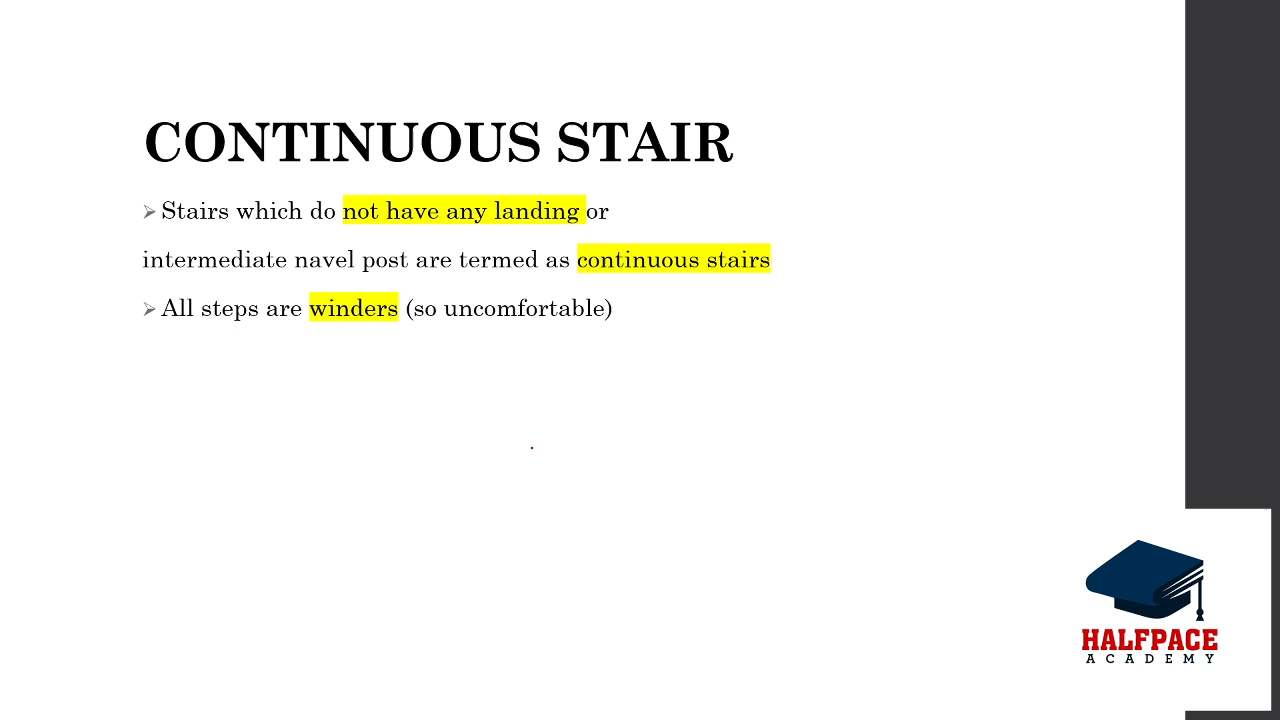 CONTINUOUS STAIR
➢Stairs which do not have any landing or
intermediate navel post are termed as continuous stairs
➢All steps are winders (so uncomfortable)
HALFPACE
ACADEMY